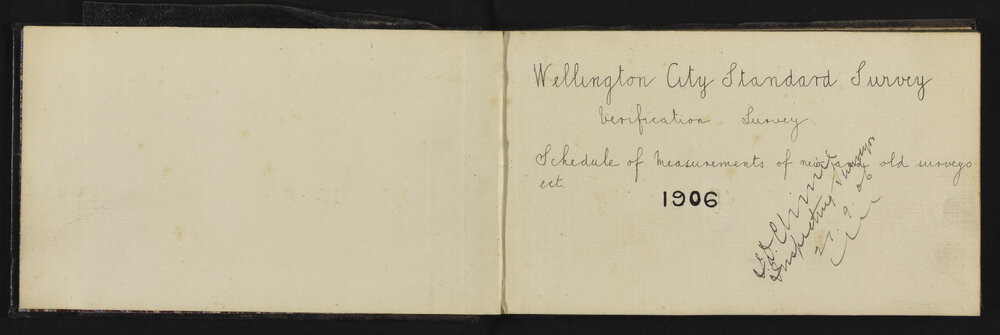 Wellington City Standard Survey
Verification Survey
Schedule of Measurements of new and old surveys
ect.
1906
Inspecting Surveyor
21.9.06